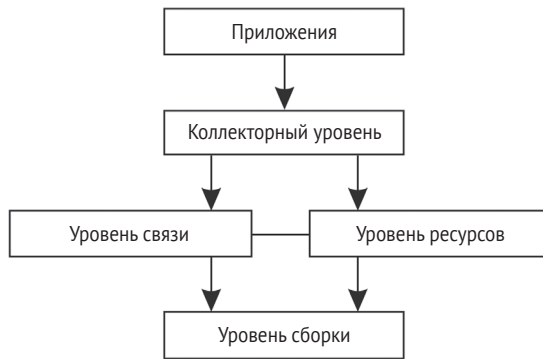 Приложения
Коллекторный уровень
Уровень связи
Уровень ресурсов
Уровень сборки